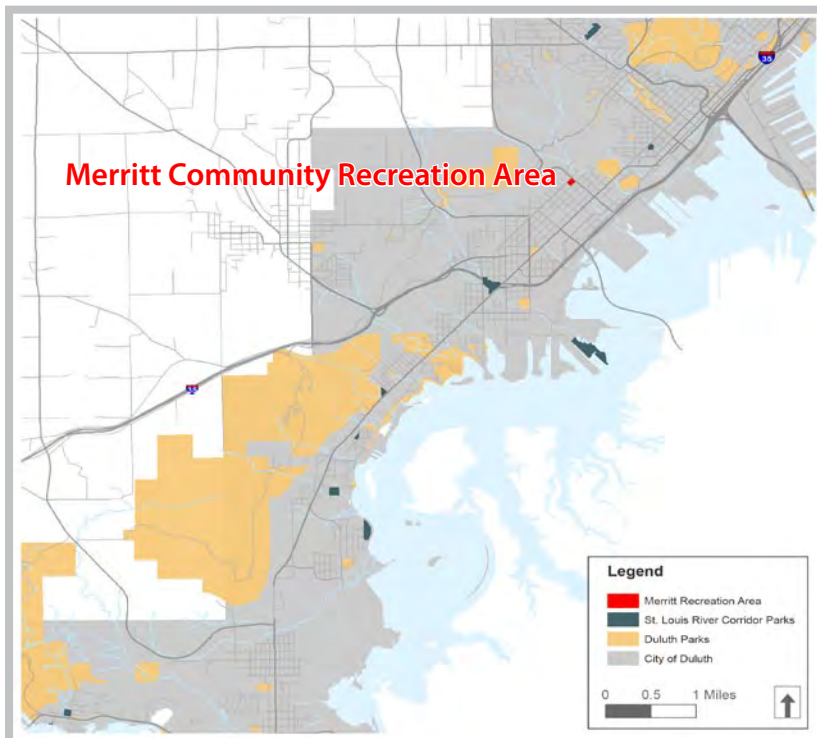 35
Merritt Community Recreation Area
35
Legend
Merritt Recreation Area
St. Louis River Corridor Parks
Duluth Parks
City of Duluth
0 0.5 1 Miles